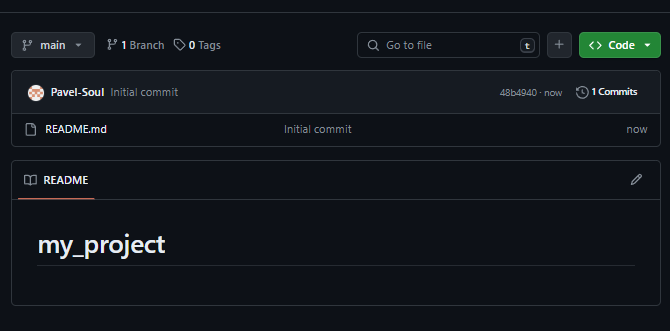 main 1 Branch 0 Tags Go to file t Code
Pavel-Soul Initial commit 48b4940 · now 1 Commits
README.md Initial commit now
README
my_project